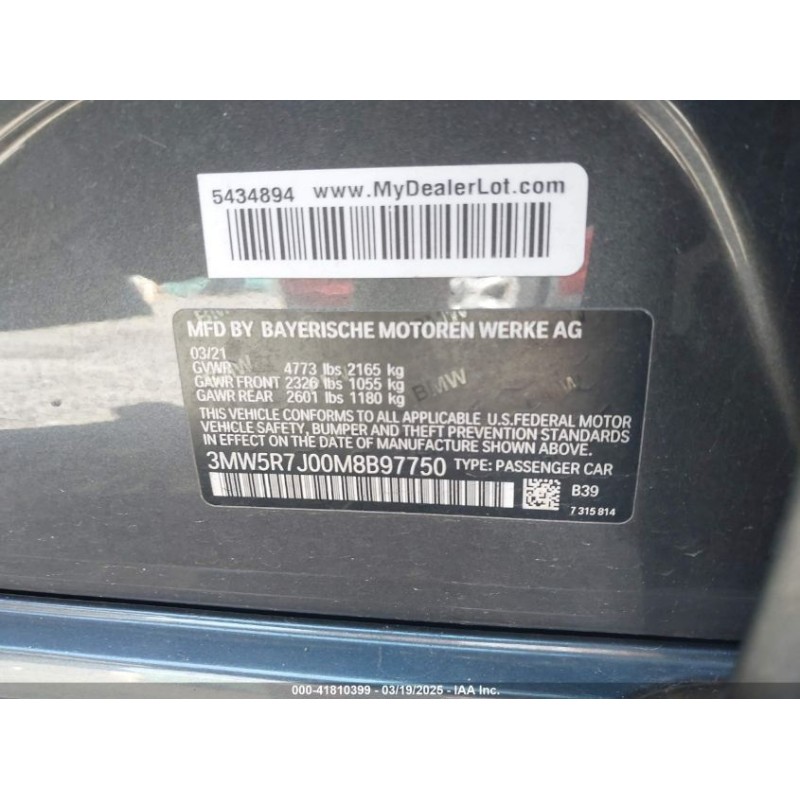 5434894 www.MyDealerLot.com
MFD BY BAYERISCHE MOTOREN WERKE AG
03/21
GVWR 4773 lbs 2165 kg
GAWR FRONT 2326 lbs 1055 kg
GAWR REAR 2601 lbs 1180 kg
THIS VEHICLE CONFORMS TO ALL APPLICABLE U.S.FEDERAL MOTOR
VEHICLE SAFETY, BUMPER AND THEFT PREVENTION STANDARDS
IN EFFECT ON THE DATE OF MANUFACTURE SHOWN ABOVE.
3MW5R7J00M8B97750 TYPE: PASSENGER CAR
B39
7 315 814
000-41810399 - 03/19/2025 - IAA Inc.